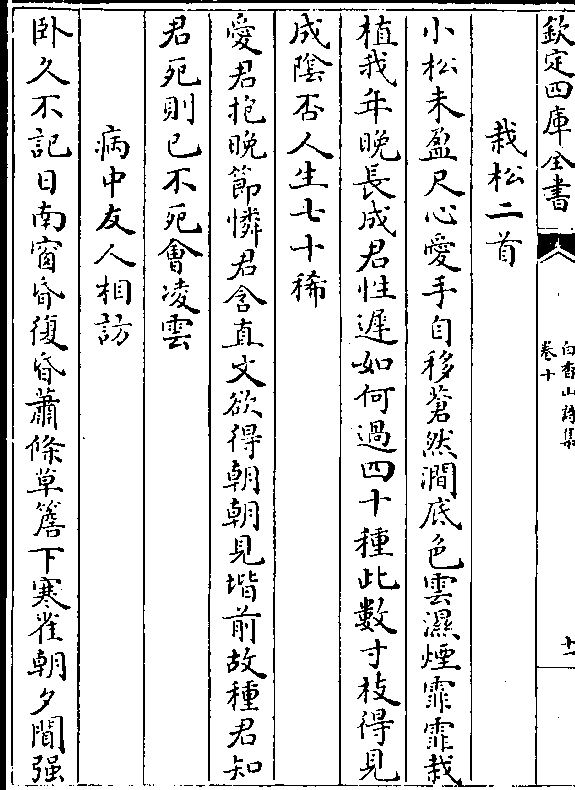 欽定四庫全書
白香山詩集
卷十
十一
栽松二首
小松未盈尺心愛手自移蒼然澗底色雲濕煙霏霏栽
植我年晚長成君性遲如何過四十種此數寸枝得見
成陰否人生七十稀
愛君抱晚節憐君含直文欲得朝朝見堦前故種君知
君死則已不死會凌雲
病中友人相訪
卧久不記日南窗昏復昏蕭條草簷下寒雀朝夕聞强